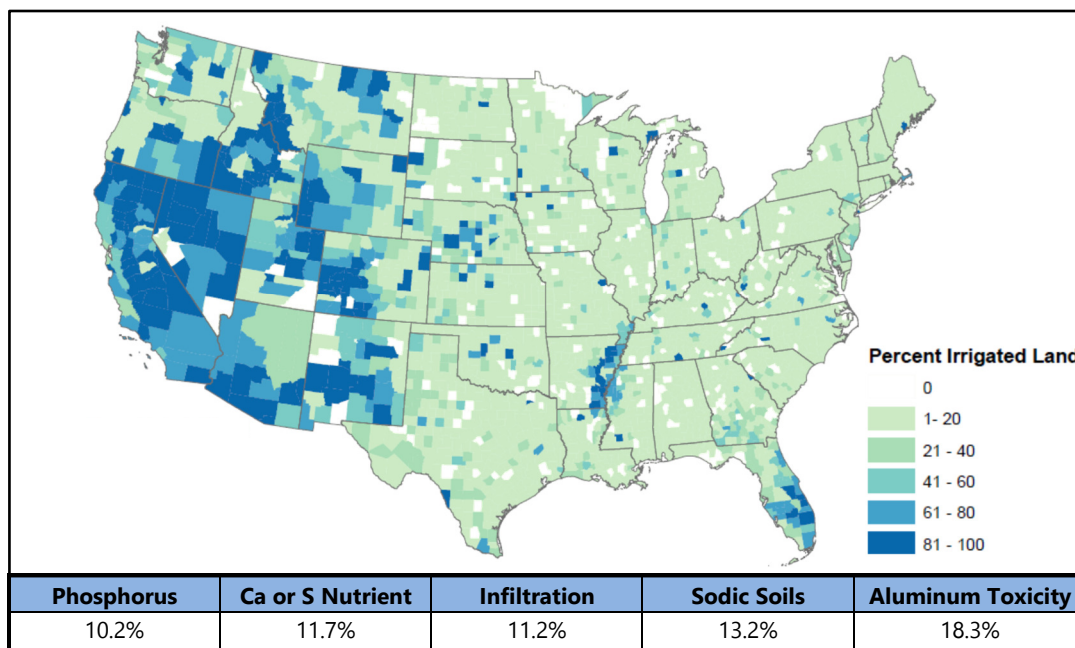 Percent Irrigated Land
0
1- 20
21 - 40
41 - 60
61 - 80
81 - 100
Phosphorus Ca or S Nutrient Infiltration Sodic Soils Aluminum Toxicity
10.2% 11.7% 11.2% 13.2% 18.3%